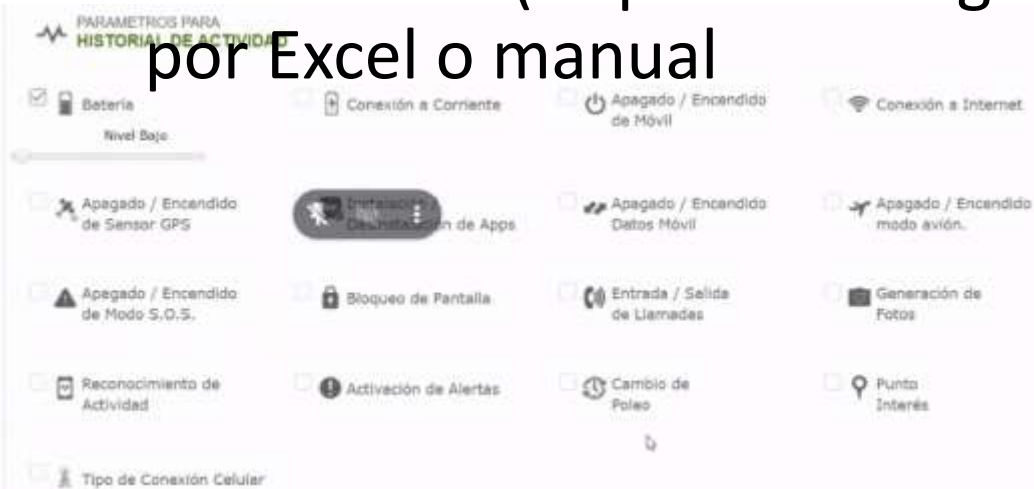 por Excel o manual
PARAMETROS PARA
HISTORIAL DE ACTIVIDAD
Batería
Nivel Bajo
Conexión a Corriente
Apagado / Encendido
de Móvil
Conexión a Internet
Apagado / Encendido
de Sensor GPS
Instalación /
Desinstalación de Apps
Apagado / Encendido
Datos Móvil
Apagado / Encendido
modo avión.
Apagado / Encendido
de Modo S.O.S.
Bloqueo de Pantalla
Entrada / Salida
de Llamadas
Generación de
Fotos
Reconocimiento de
Actividad
Activación de Alertas
Cambio de
Poleo
Punto
Interés
Tipo de Conexión Celular